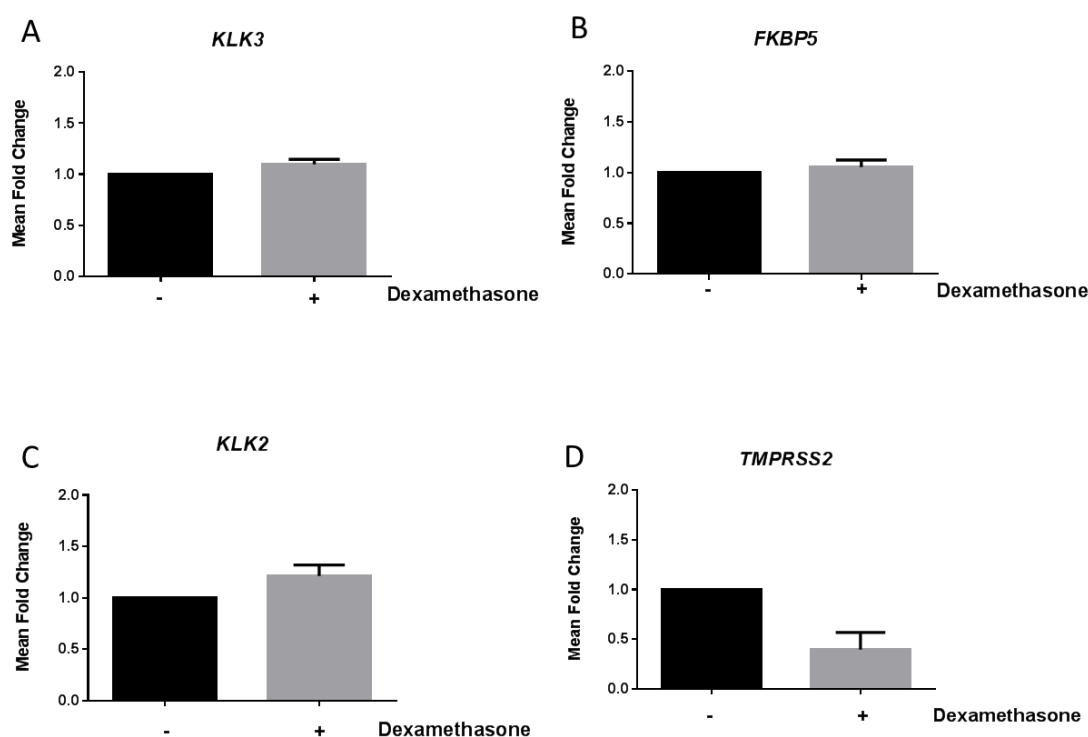 A
KLK3
Mean Fold Change
2.0
1.5
1.0
0.5
0.0
- + Dexamethasone
B
FKBP5
Mean Fold Change
2.0
1.5
1.0
0.5
0.0
- + Dexamethasone
C
KLK2
Mean Fold Change
2.0
1.5
1.0
0.5
0.0
- + Dexamethasone
D
TMPRSS2
Mean Fold Change
2.0
1.5
1.0
0.5
0.0
- + Dexamethasone